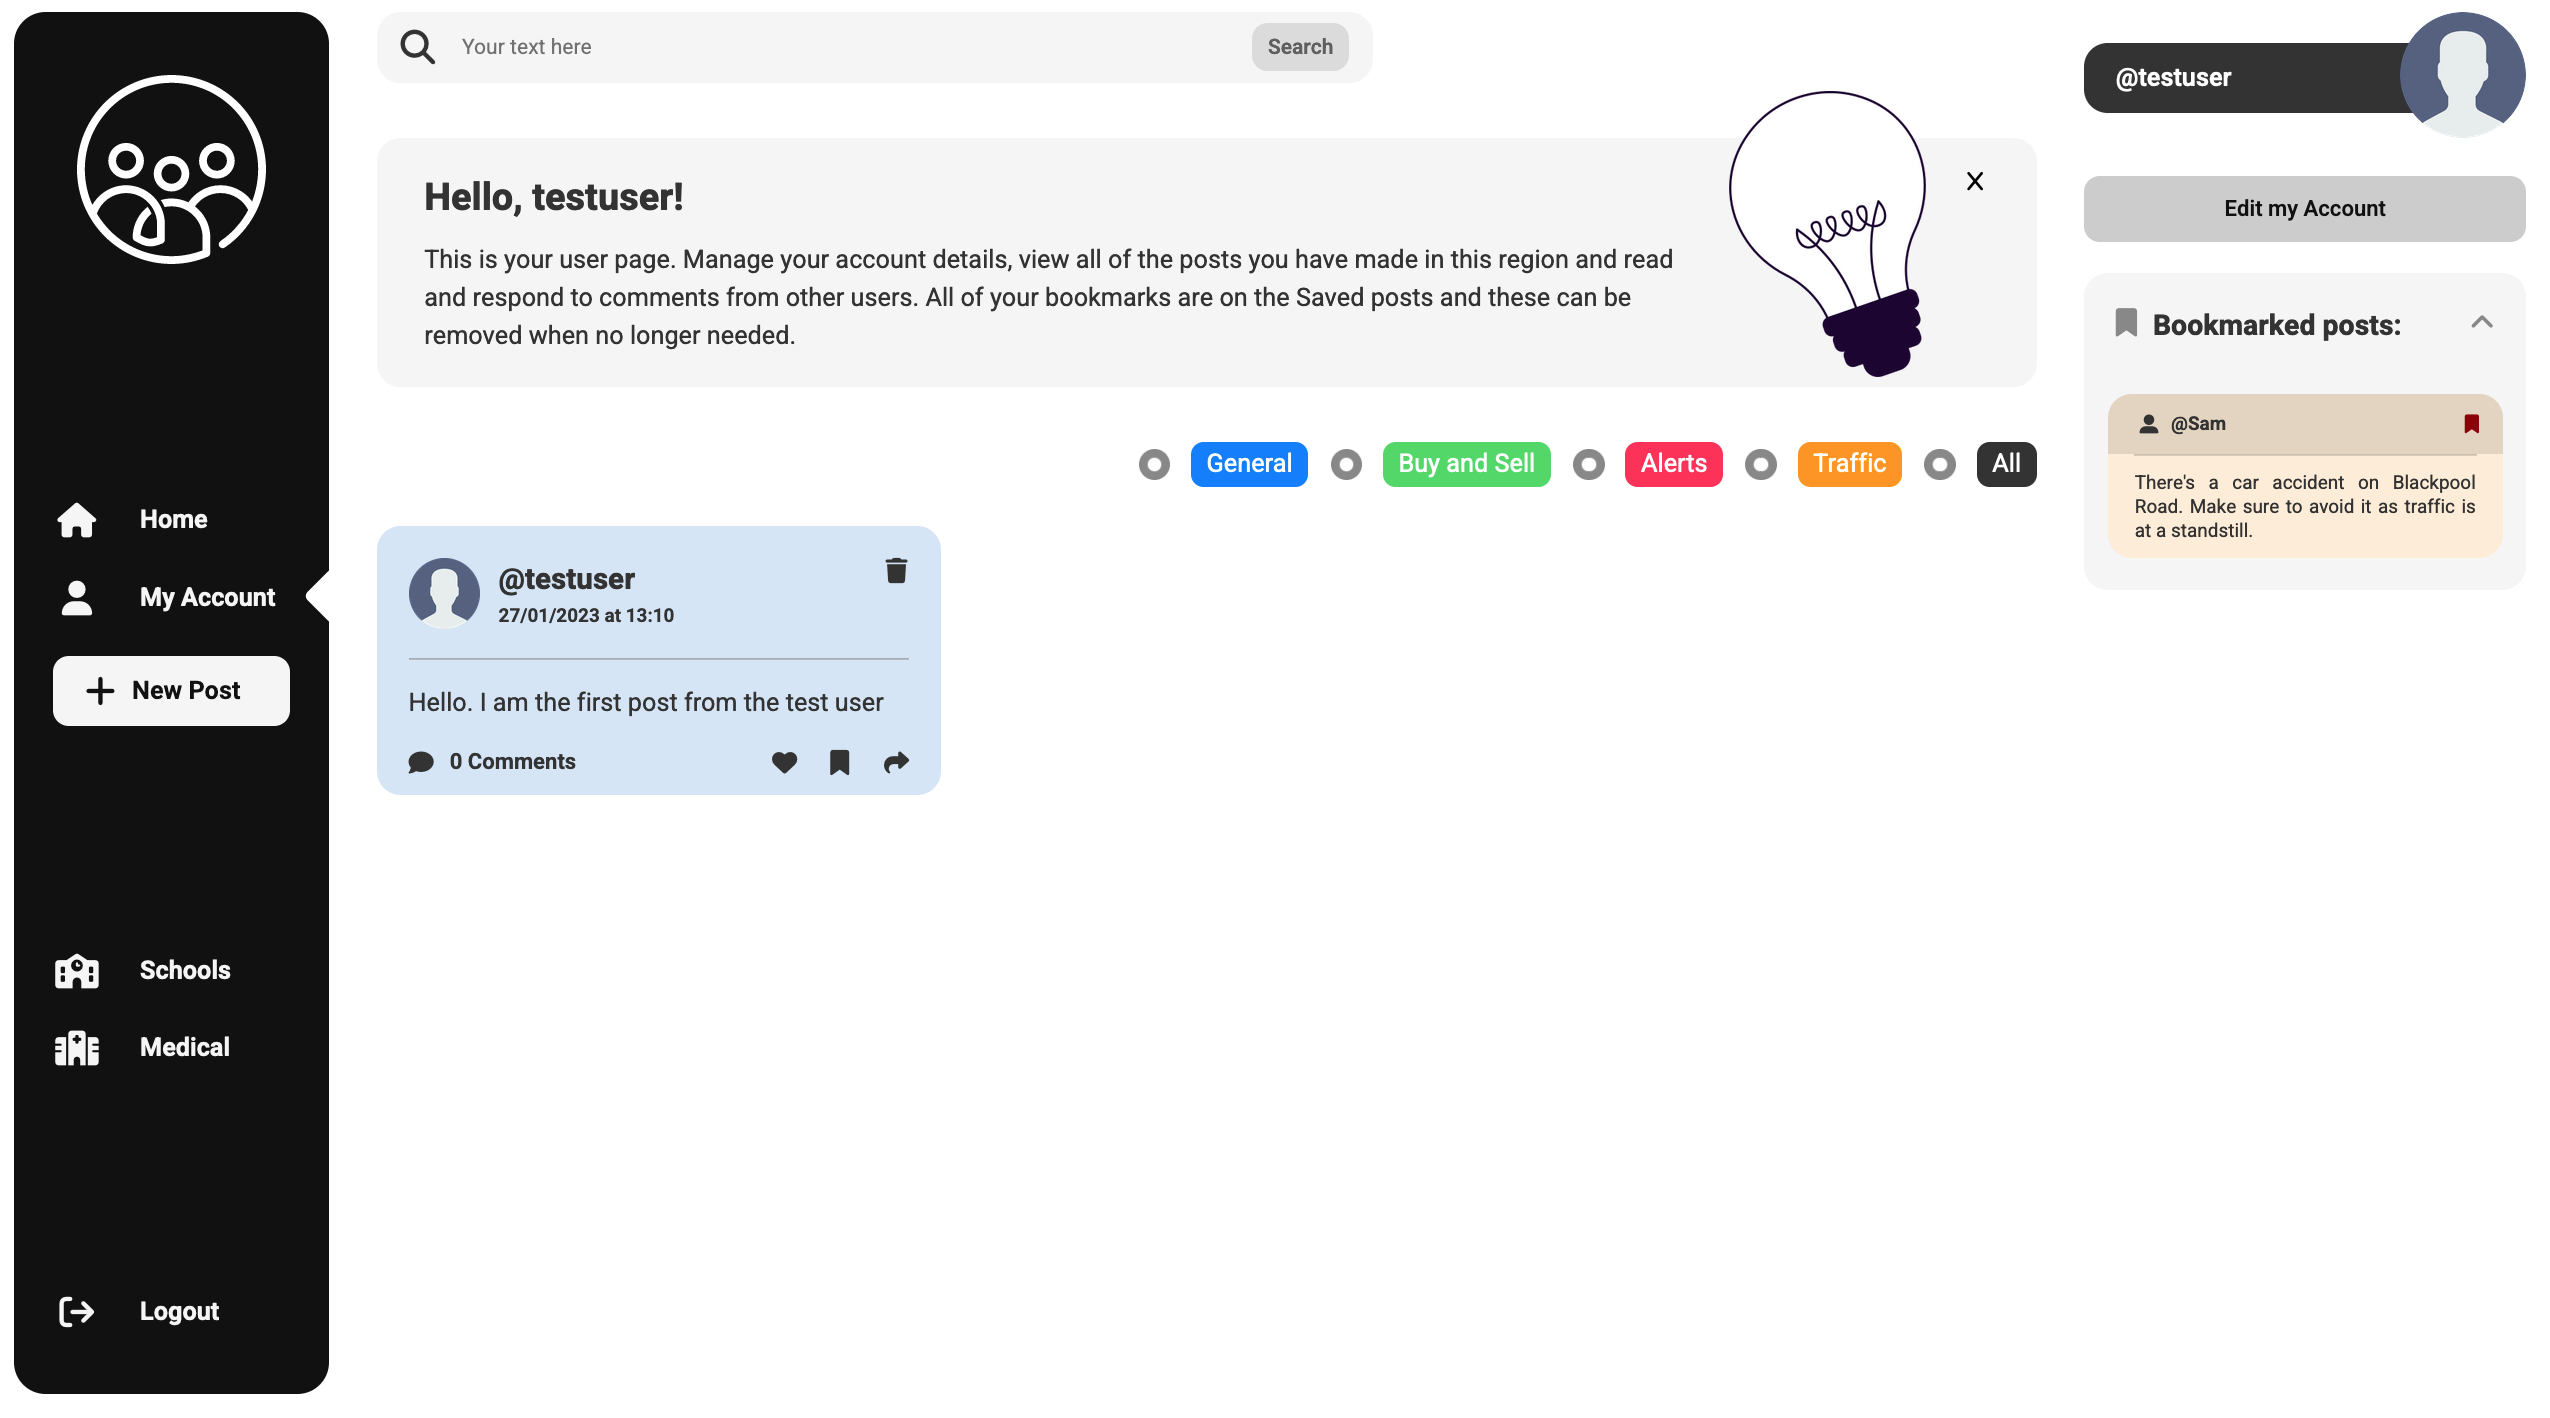 Home
My Account
New Post
Schools
Medical
Logout
Your text here
Search
Hello, testuser!
X
This is your user page. Manage your account details, view all of the posts you have made in this region and read
and respond to comments from other users. All of your bookmarks are on the Saved posts and these can be
removed when no longer needed.
General
Buy and Sell
Alerts
Traffic
All
@testuser
27/01/2023 at 13:10
Hello. I am the first post from the test user
0 Comments
@testuser
Edit my Account
Bookmarked posts:
@Sam
There's a car accident on Blackpool
Road. Make sure to avoid it as traffic is
at a standstill.